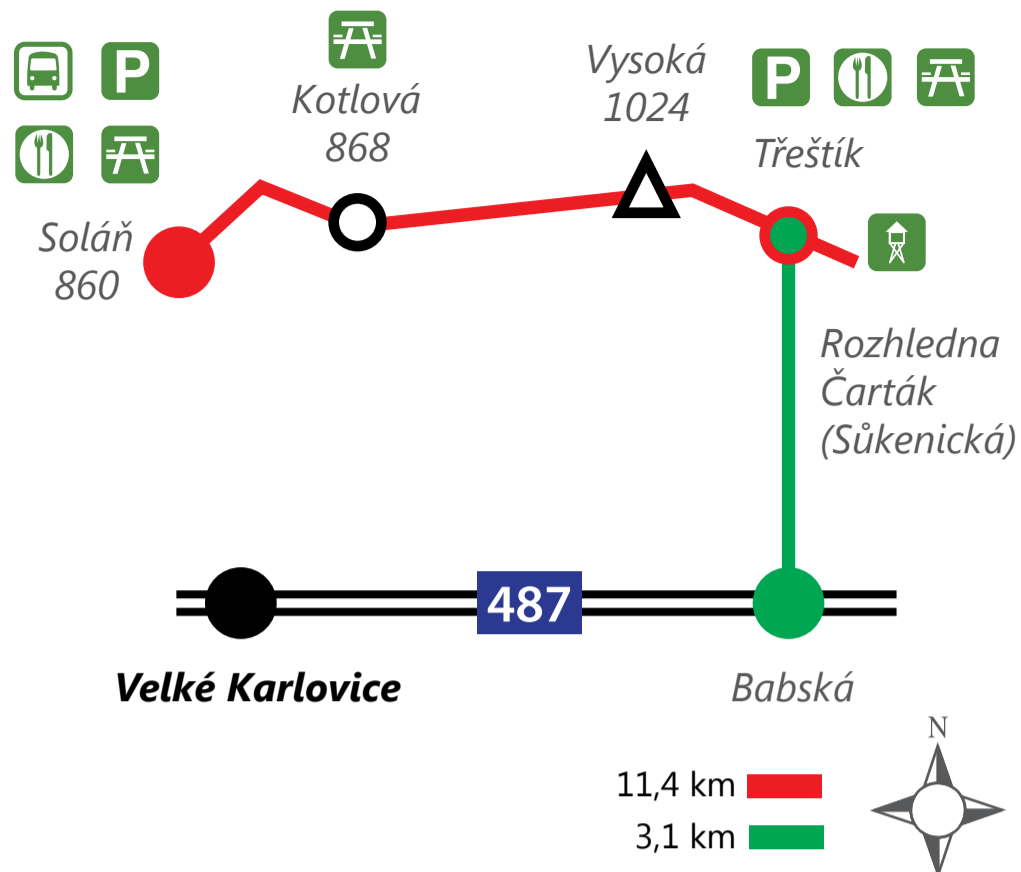 P
Kotlová
868
Vysoká
1024
P
Třeštík
Soláň
860
Rozhledna
Čarták
(Sůkenická)
487
Velké Karlovice
Babská
N
11,4 km
3,1 km